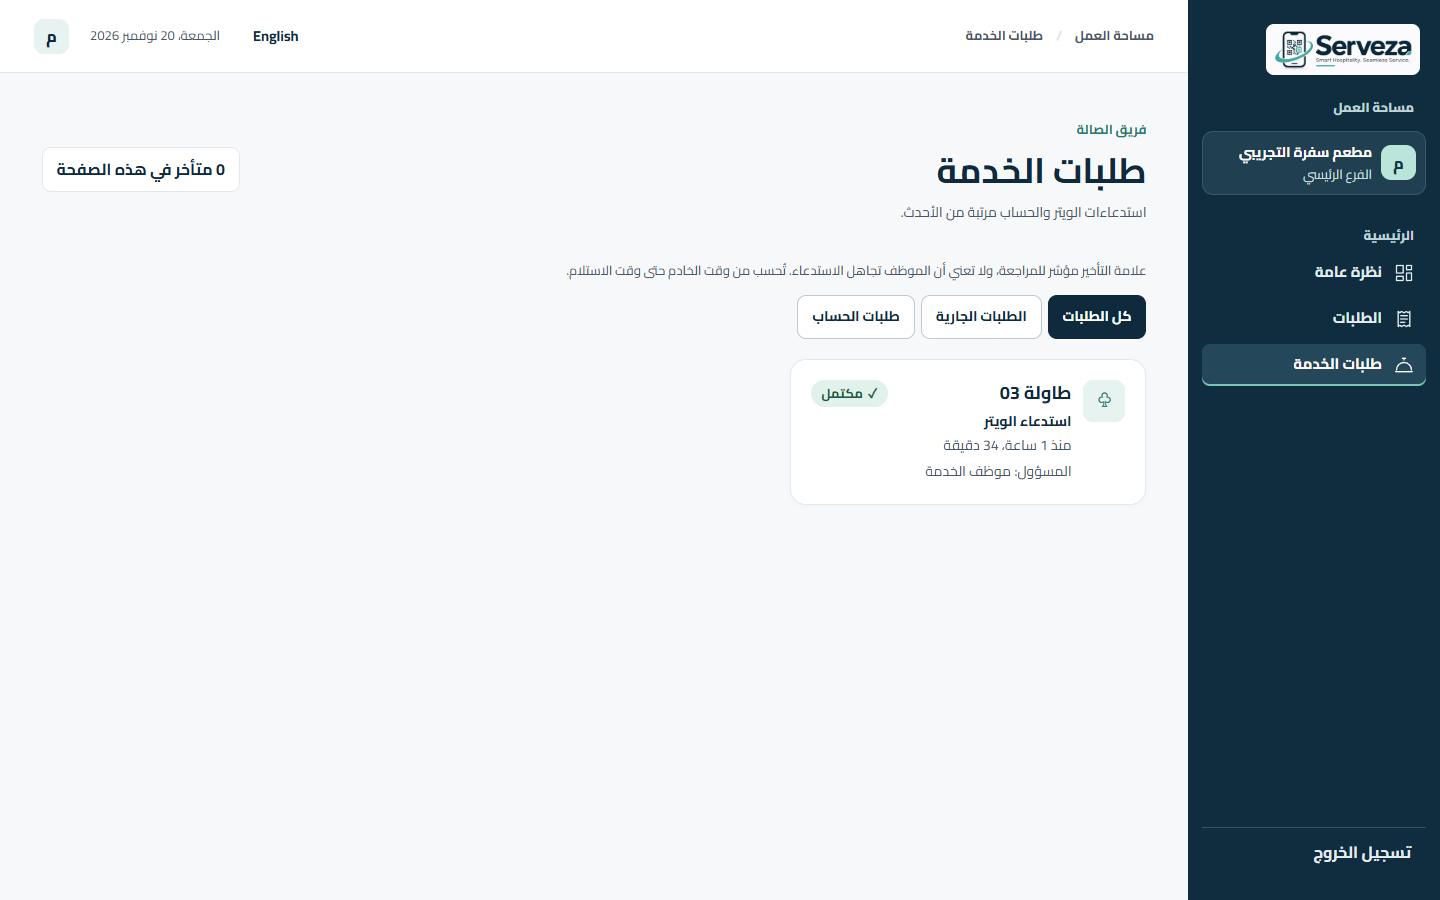 Serveza
Smart Hospitality. Seamless Service.
مساحة العمل
م
مطعم سفرة التجريبي
الفرع الرئيسي
الرئيسية
نظرة عامة
الطلبات
طلبات الخدمة
تسجيل الخروج
مساحة العمل / طلبات الخدمة
English
الجمعة، 20 نوفمبر 2026
م
فريق الصالة
طلبات الخدمة
استدعاءات الويتر والحساب مرتبة من الأحدث.
0 متأخر في هذه الصفحة
علامة التأخير مؤشر للمراجعة، ولا تعني أن الموظف تجاهل الاستدعاء. تُحسب من وقت الخادم حتى وقت الاستلام.
كل الطلبات
الطلبات الجارية
طلبات الحساب
طاولة 03
✓ مكتمل
استدعاء الويتر
منذ 1 ساعة، 34 دقيقة
المسؤول: موظف الخدمة